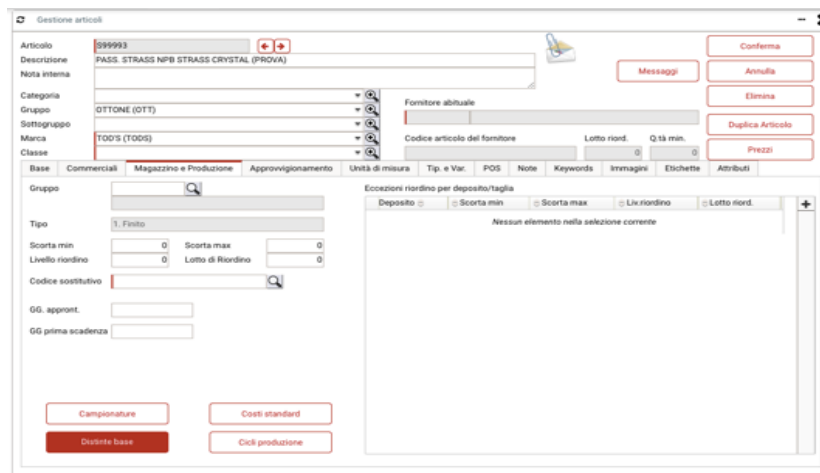 Gestione articoli
Articolo S99993 Conferma
Descrizione PASS. STRASS NPB STRASS CRYSTAL (PROVA)
Nota interna Messaggi Annulla
Categoria Elimina
Gruppo OTTONE (OTT) Fornitore abituale
Sottogruppo Duplica Articolo
Marca TOD'S (TODS) Codice articolo del fornitore Lotto riord. Q.tà min.
Classe 0 0 Prezzi
Base Commerciali Magazzino e Produzione Approvvigionamento Unità di misura Tip. e Var. POS Note Keywords Immagini Etichette Attributi
Gruppo Eccezioni riordino per deposito/taglia
Deposito Scorta min Scorta max Liv.riordino Lotto riord.
Nessun elemento nella selezione corrente
Tipo 1. Finito
Scorta min 0 Scorta max 0
Livello riordino 0 Lotto di Riordino 0
Codice sostitutivo
GG. appront.
GG prima scadenza
Campionature Costi standard
Distinte base Cicli produzione